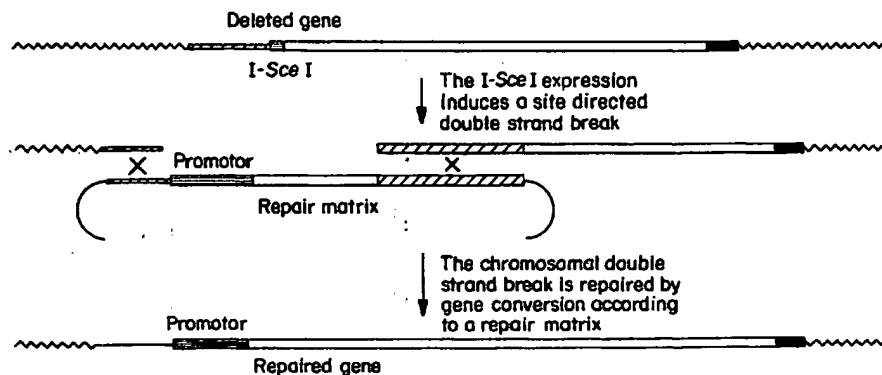 Deleted gene
I-Sce I
The I-Sce I expression
induces a site directed
double strand break
Promotor
Repair matrix
The chromosomal double
strand break is repaired by
gene conversion according
to a repair matrix
Promotor
Repaired gene